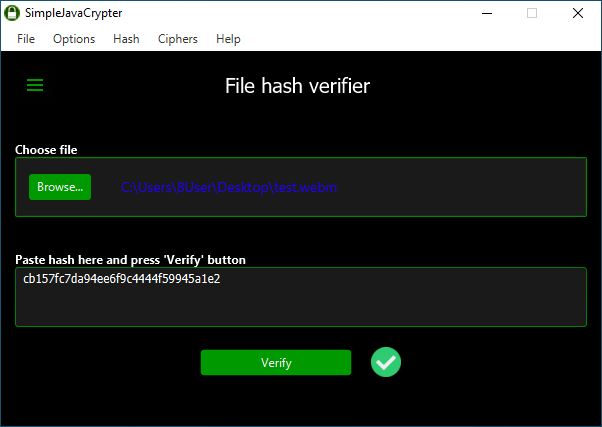 SimpleJavaCrypter
File Options Hash Ciphers Help
File hash verifier
Choose file
Browse... C:\Users\8User\Desktop\test.webm
Paste hash here and press 'Verify' button
cb157fc7da94ee6f9c4444f59945a1e2
Verify